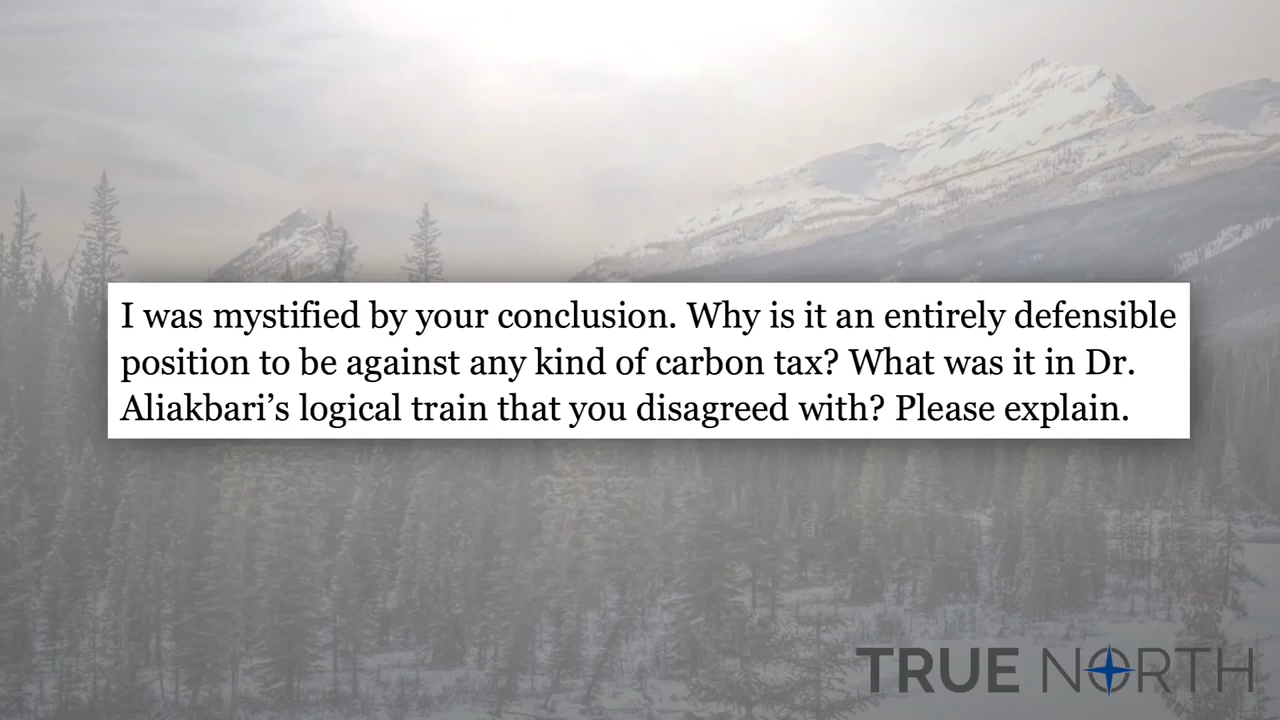 I was mystified by your conclusion. Why is it an entirely defensible
position to be against any kind of carbon tax? What was it in Dr.
Aliakbari’s logical train that you disagreed with? Please explain.
TRUE NORTH